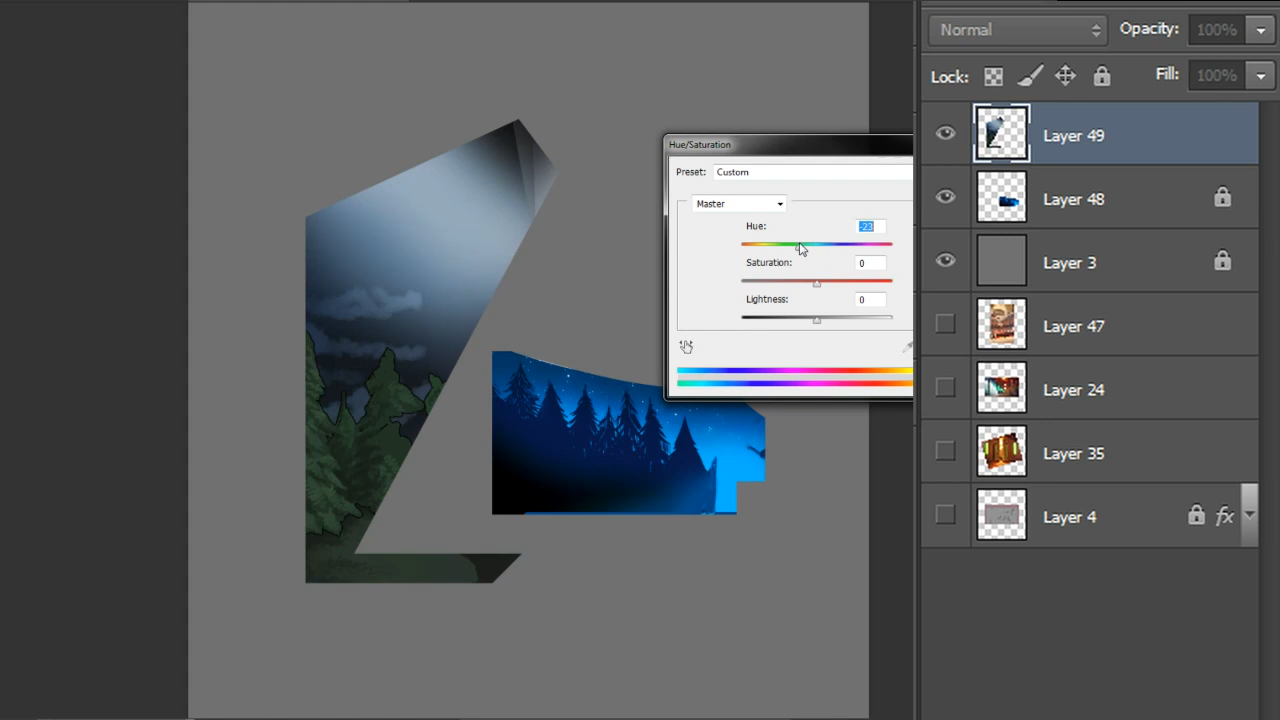 Normal Opacity: 100%
Lock: Fill: 100%
Layer 49
Layer 48
Layer 3
Layer 47
Layer 24
Layer 35
Layer 4 fx
Hue/Saturation
Preset: Custom
Master
Hue: -23
Saturation: 0
Lightness: 0